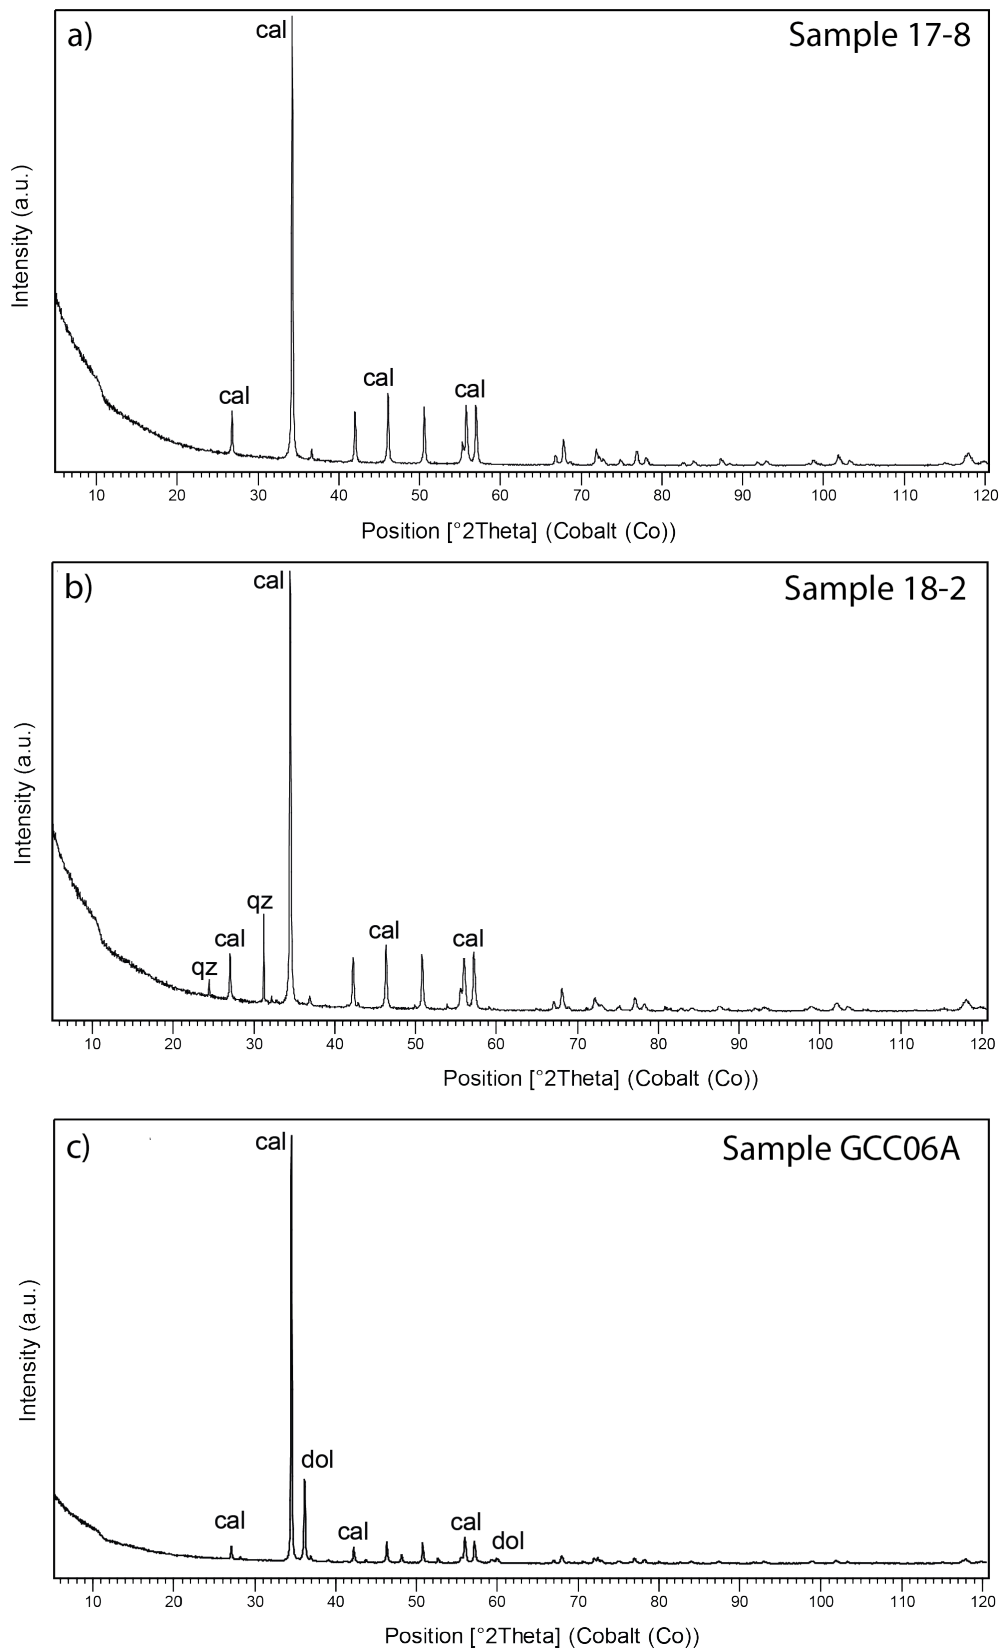 a)
Sample 17-8
cal
cal
cal
cal
Intensity (a.u.)
10 20 30 40 50 60 70 80 90 100 110 120
Position [°2Theta] (Cobalt (Co))
b)
Sample 18-2
cal
qz
cal
qz
cal
cal
Intensity (a.u.)
10 20 30 40 50 60 70 80 90 100 110 120
Position [°2Theta] (Cobalt (Co))
c)
Sample GCC06A
cal
dol
cal
cal
cal
dol
Intensity (a.u.)
10 20 30 40 50 60 70 80 90 100 110 120
Position [°2Theta] (Cobalt (Co))